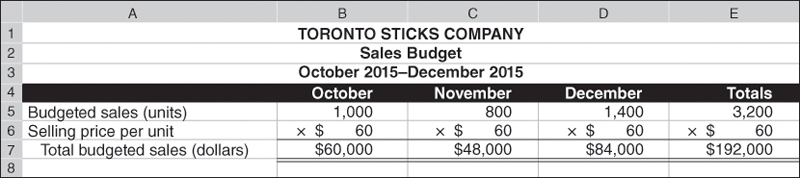 A B C D E
1 TORONTO STICKS COMPANY
2 Sales Budget
3 October 2015–December 2015
4 October November December Totals
5 Budgeted sales (units) 1,000 800 1,400 3,200
6 Selling price per unit × $ 60 × $ 60 × $ 60 × $ 60
7 Total budgeted sales (dollars) $60,000 $48,000 $84,000 $192,000
8